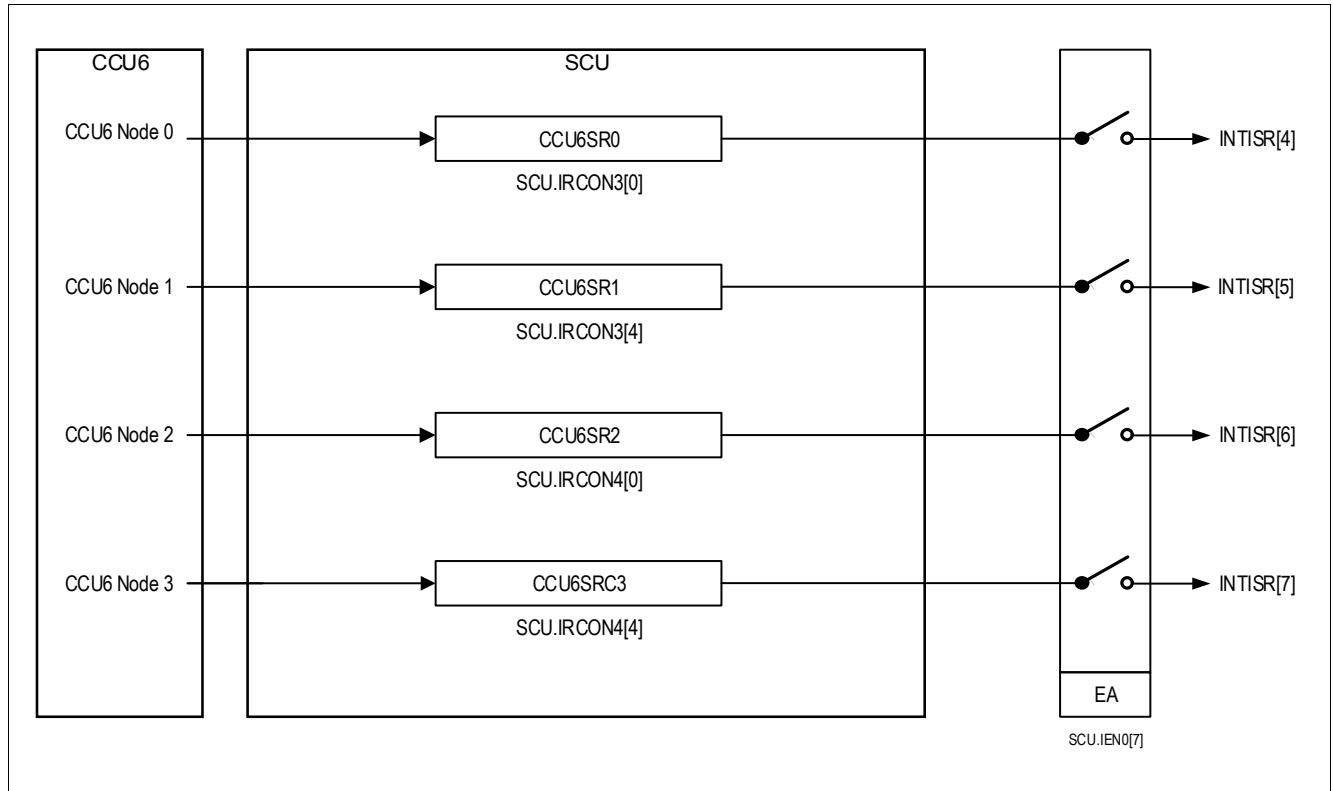 CCU6
SCU
CCU6 Node 0
CCU6SR0
INTISR[4]
SCU.IRCON3[0]
CCU6 Node 1
CCU6SR1
INTISR[5]
SCU.IRCON3[4]
CCU6 Node 2
CCU6SR2
INTISR[6]
SCU.IRCON4[0]
CCU6 Node 3
CCU6SRC3
INTISR[7]
SCU.IRCON4[4]
EA
SCU.IEN0[7]